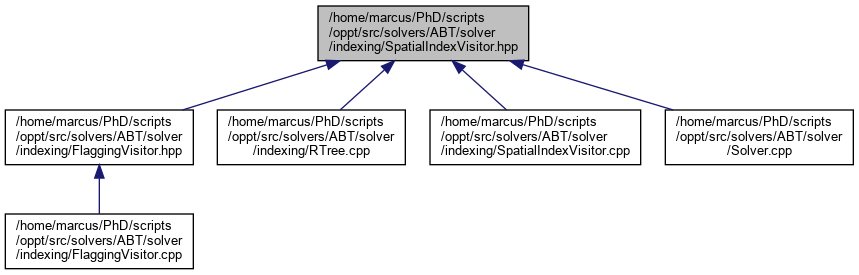 /home/marcus/PhD/scripts
/oppt/src/solvers/ABT/solver
/indexing/SpatialIndexVisitor.hpp
/home/marcus/PhD/scripts
/oppt/src/solvers/ABT/solver
/indexing/FlaggingVisitor.hpp
/home/marcus/PhD/scripts
/oppt/src/solvers/ABT/solver
/indexing/RTree.cpp
/home/marcus/PhD/scripts
/oppt/src/solvers/ABT/solver
/indexing/SpatialIndexVisitor.cpp
/home/marcus/PhD/scripts
/oppt/src/solvers/ABT/solver
/Solver.cpp
/home/marcus/PhD/scripts
/oppt/src/solvers/ABT/solver
/indexing/FlaggingVisitor.cpp